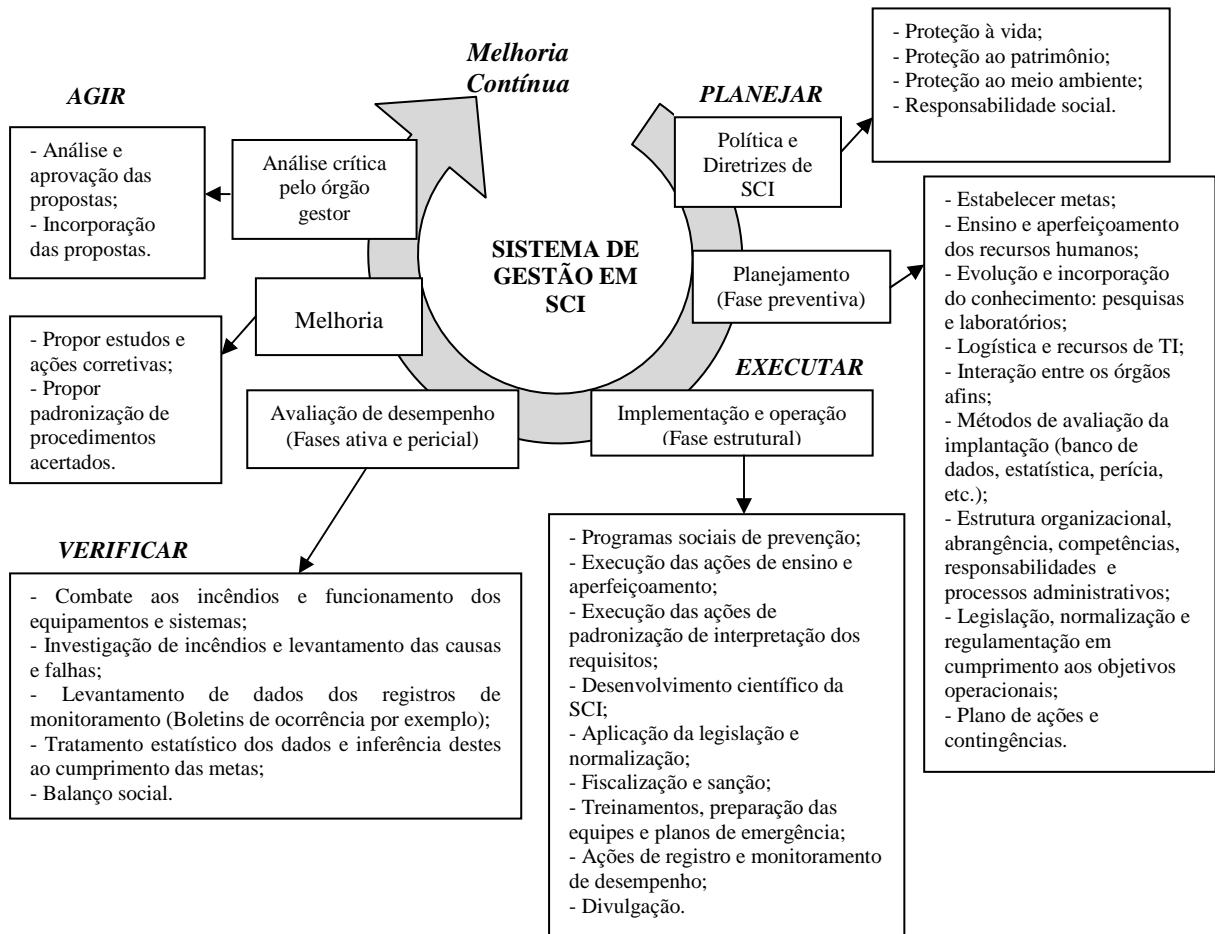 Melhoria
Contínua
PLANEJAR
Política e
Diretrizes de
SCI
- Proteção à vida;
- Proteção ao patrimônio;
- Proteção ao meio ambiente;
- Responsabilidade social.
Planejamento
(Fase preventiva)
- Estabelecer metas;
- Ensino e aperfeiçoamento
dos recursos humanos;
- Evolução e incorporação
do conhecimento: pesquisas
e laboratórios;
- Logística e recursos de TI;
- Interação entre os órgãos
afins;
- Métodos de avaliação da
implantação (banco de
dados, estatística, perícia,
etc.);
- Estrutura organizacional,
abrangência, competências,
responsabilidades e
processos administrativos;
- Legislação, normalização e
regulamentação em
cumprimento aos objetivos
operacionais;
- Plano de ações e
contingências.
SISTEMA DE
GESTÃO EM
SCI
EXECUTAR
Implementação e operação
(Fase estrutural)
- Programas sociais de prevenção;
- Execução das ações de ensino e
aperfeiçoamento;
- Execução das ações de
padronização de interpretação dos
requisitos;
- Desenvolvimento científico da
SCI;
- Aplicação da legislação e
normalização;
- Fiscalização e sanção;
- Treinamentos, preparação das
equipes e planos de emergência;
- Ações de registro e monitoramento
de desempenho;
- Divulgação.
Avaliação de desempenho
(Fases ativa e pericial)
VERIFICAR
- Combate aos incêndios e funcionamento dos
equipamentos e sistemas;
- Investigação de incêndios e levantamento das causas
e falhas;
- Levantamento de dados dos registros de
monitoramento (Boletins de ocorrência por exemplo);
- Tratamento estatístico dos dados e inferência destes
ao cumprimento das metas;
- Balanço social.
Melhoria
- Propor estudos e
ações corretivas;
- Propor
padronização de
procedimentos
acertados.
AGIR
Análise crítica
pelo órgão
gestor
- Análise e
aprovação das
propostas;
- Incorporação
das propostas.